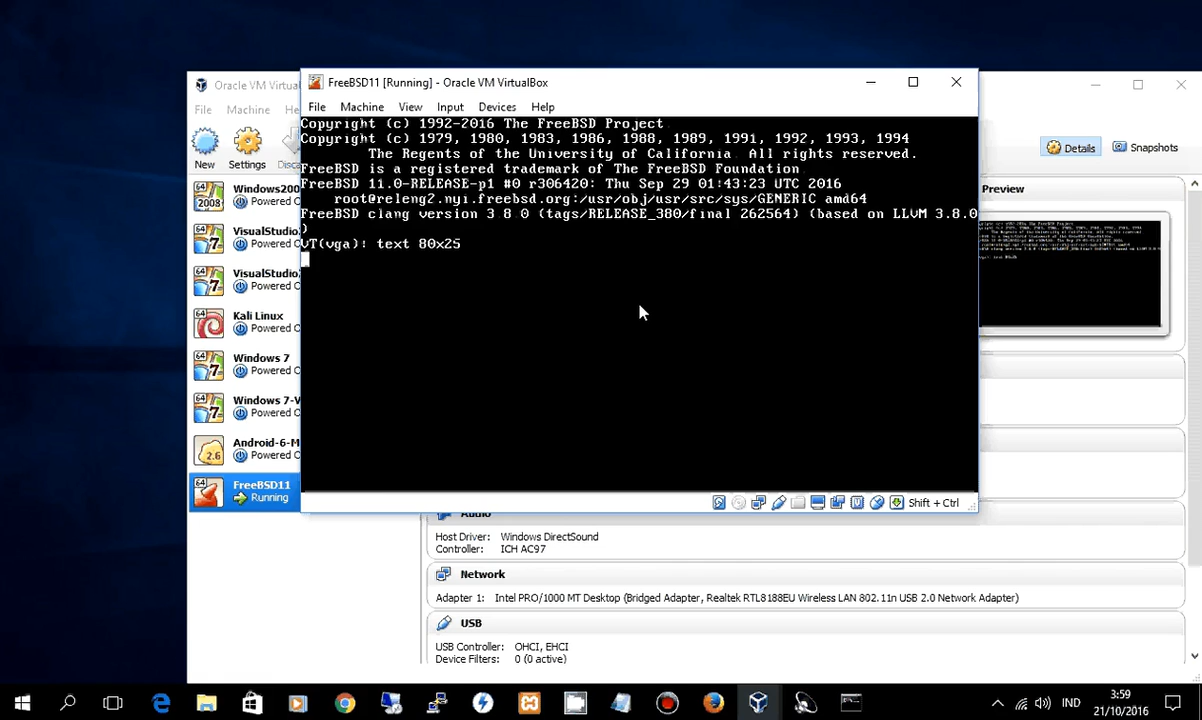 Oracle VM Virtual
File Machine He
New Settings Disca
Windows200
2008
Powered O
VisualStudio
Powered O
VisualStudio
Powered O
Kali Linux
Powered O
Windows 7
Powered O
Windows 7-V
Powered O
Android-6-M
Powered O
2.6
FreeBSD11
Running
FreeBSD11 [Running] - Oracle VM VirtualBox
File Machine View Input Devices Help
Copyright (c) 1992-2016 The FreeBSD Project.
Copyright (c) 1979, 1980, 1983, 1986, 1988, 1989, 1991, 1992, 1993, 1994
The Regents of the University of California. All rights reserved.
FreeBSD is a registered trademark of The FreeBSD Foundation.
FreeBSD 11.0-RELEASE-p1 #0 r306420: Thu Sep 29 01:43:23 UTC 2016
root@releng2.nyi.freebsd.org:/usr/obj/usr/src/sys/GENERIC amd64
FreeBSD clang version 3.8.0 (tags/RELEASE_380/final 262564) (based on LLVM 3.8.0
)
VT(vga): text 80x25
Shift + Ctrl
Details Snapshots
Preview
Audio
Host Driver: Windows DirectSound
Controller: ICH AC97
Network
Adapter 1: Intel PRO/1000 MT Desktop (Bridged Adapter, Realtek RTL8188EU Wireless LAN 802.11n USB 2.0 Network Adapter)
USB
USB Controller: OHCI, EHCI
Device Filters: 0 (0 active)
IND
3:59
21/10/2016